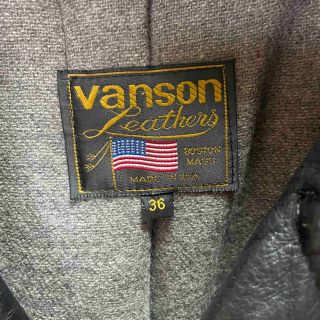 vanson
Leathers
BOSTON
MASS
MADE IN USA
36